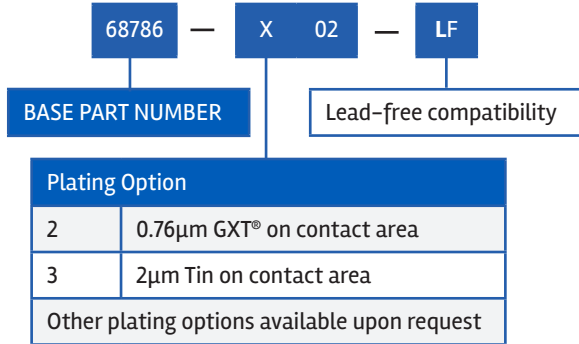 68786 — X 02 — LF
BASE PART NUMBER
Lead-free compatibility
Plating Option
2 0.76µm GXT® on contact area
3 2µm Tin on contact area
Other plating options available upon request